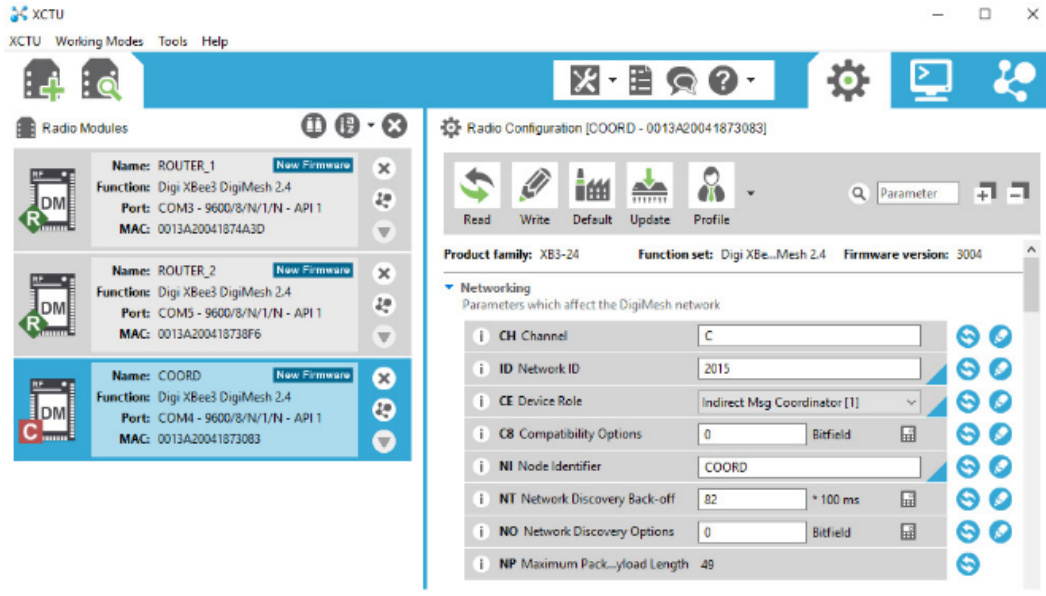 XCTU
XCTU Working Modes Tools Help
Radio Modules
Name: ROUTER_1 New Firmware
Function: Digi XBee3 DigiMesh 2.4
Port: COM3 - 9600/8/N/1/N - API 1
MAC: 0013A20041874A3D
DM
R
Name: ROUTER_2 New Firmware
Function: Digi XBee3 DigiMesh 2.4
Port: COM5 - 9600/8/N/1/N - API 1
MAC: 0013A200418738F6
DM
R
Name: COORD New Firmware
Function: Digi XBee3 DigiMesh 2.4
Port: COM4 - 9600/8/N/1/N - API 1
MAC: 0013A20041873083
DM
C
Radio Configuration [COORD - 0013A20041873083]
Read Write Default Update Profile Parameter
Product family: XB3-24 Function set: Digi XBe...Mesh 2.4 Firmware version: 3004
Networking
Parameters which affect the DigiMesh network
i CH Channel C
i ID Network ID 2015
i CE Device Role Indirect Msg Coordinator [1]
i C8 Compatibility Options 0 Bitfield
i NI Node Identifier COORD
i NT Network Discovery Back-off 82 * 100 ms
i NO Network Discovery Options 0 Bitfield
i NP Maximum Pack...yload Length 49